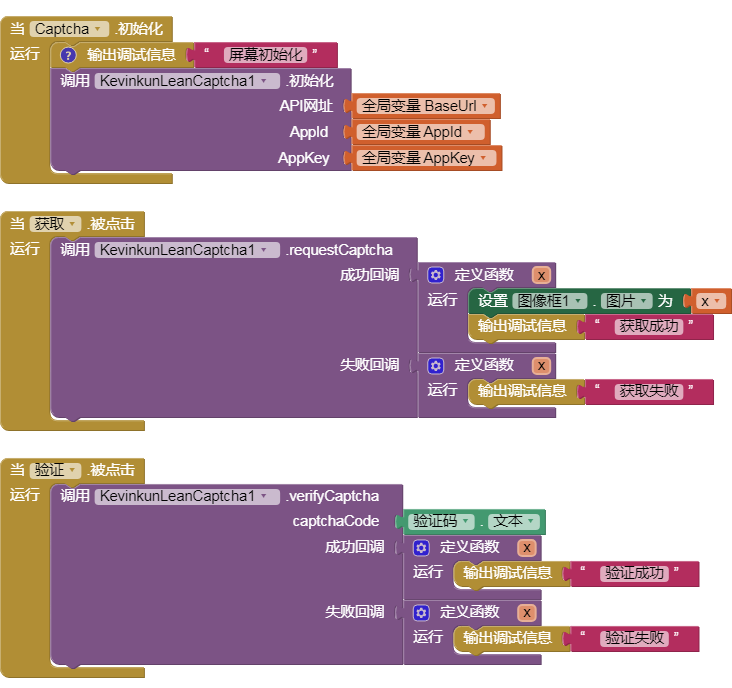 当 Captcha .初始化
运行 ? 输出调试信息 “ 屏幕初始化 ”
调用 KevinkunLeanCaptcha1 .初始化
API网址 全局变量 BaseUrl
AppId 全局变量 AppId
AppKey 全局变量 AppKey
当 获取 .被点击
运行 调用 KevinkunLeanCaptcha1 .requestCaptcha
成功回调 定义函数 x
运行 设置 图像框1 . 图片 为 x
输出调试信息 “ 获取成功 ”
失败回调 定义函数 x
运行 输出调试信息 “ 获取失败 ”
当 验证 .被点击
运行 调用 KevinkunLeanCaptcha1 .verifyCaptcha
captchaCode 验证码 . 文本
成功回调 定义函数 x
运行 输出调试信息 “ 验证成功 ”
失败回调 定义函数 x
运行 输出调试信息 “ 验证失败 ”